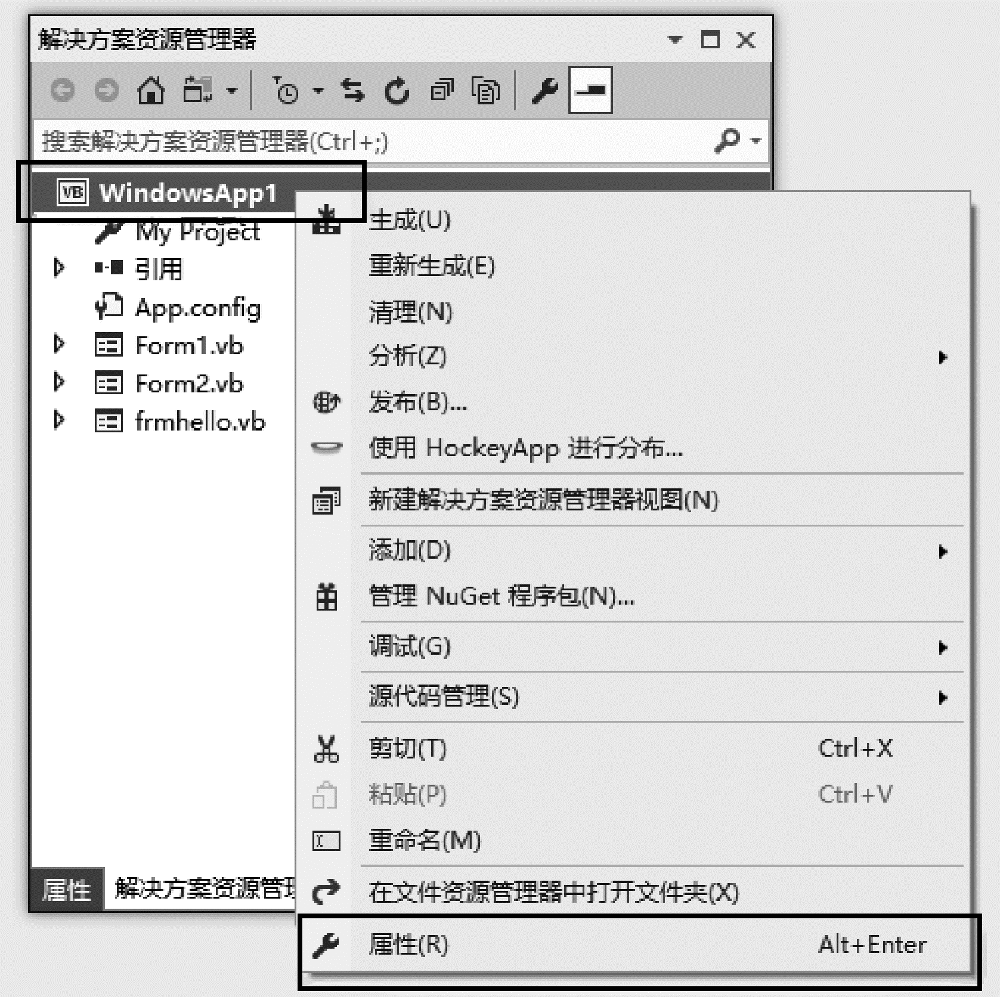 解决方案资源管理器
搜索解决方案资源管理器(Ctrl+;)
VB WindowsApp1
My Project
引用
App.config
Form1.vb
Form2.vb
frmhello.vb
生成(U)
重新生成(E)
清理(N)
分析(Z)
发布(B)...
使用 HockeyApp 进行分布...
新建解决方案资源管理器视图(N)
添加(D)
管理 NuGet 程序包(N)...
调试(G)
源代码管理(S)
剪切(T) Ctrl+X
粘贴(P) Ctrl+V
重命名(M)
在文件资源管理器中打开文件夹(X)
属性(R) Alt+Enter
属性 解决方案资源管